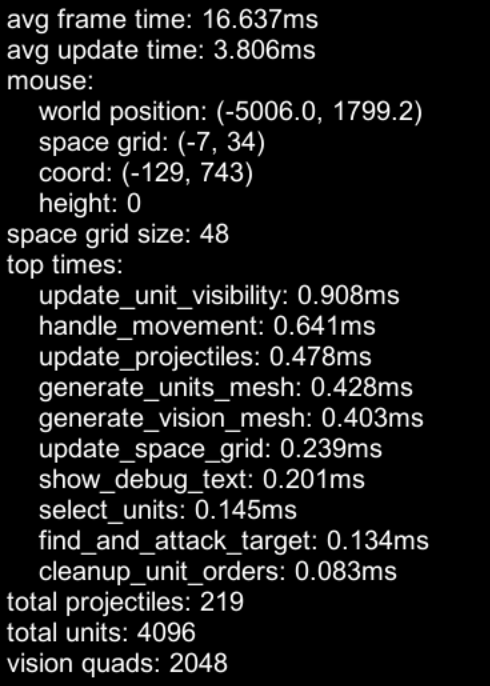 avg frame time: 16.637ms
avg update time: 3.806ms
mouse:
world position: (-5006.0, 1799.2)
space grid: (-7, 34)
coord: (-129, 743)
height: 0
space grid size: 48
top times:
update_unit_visibility: 0.908ms
handle_movement: 0.641ms
update_projectiles: 0.478ms
generate_units_mesh: 0.428ms
generate_vision_mesh: 0.403ms
update_space_grid: 0.239ms
show_debug_text: 0.201ms
select_units: 0.145ms
find_and_attack_target: 0.134ms
cleanup_unit_orders: 0.083ms
total projectiles: 219
total units: 4096
vision quads: 2048